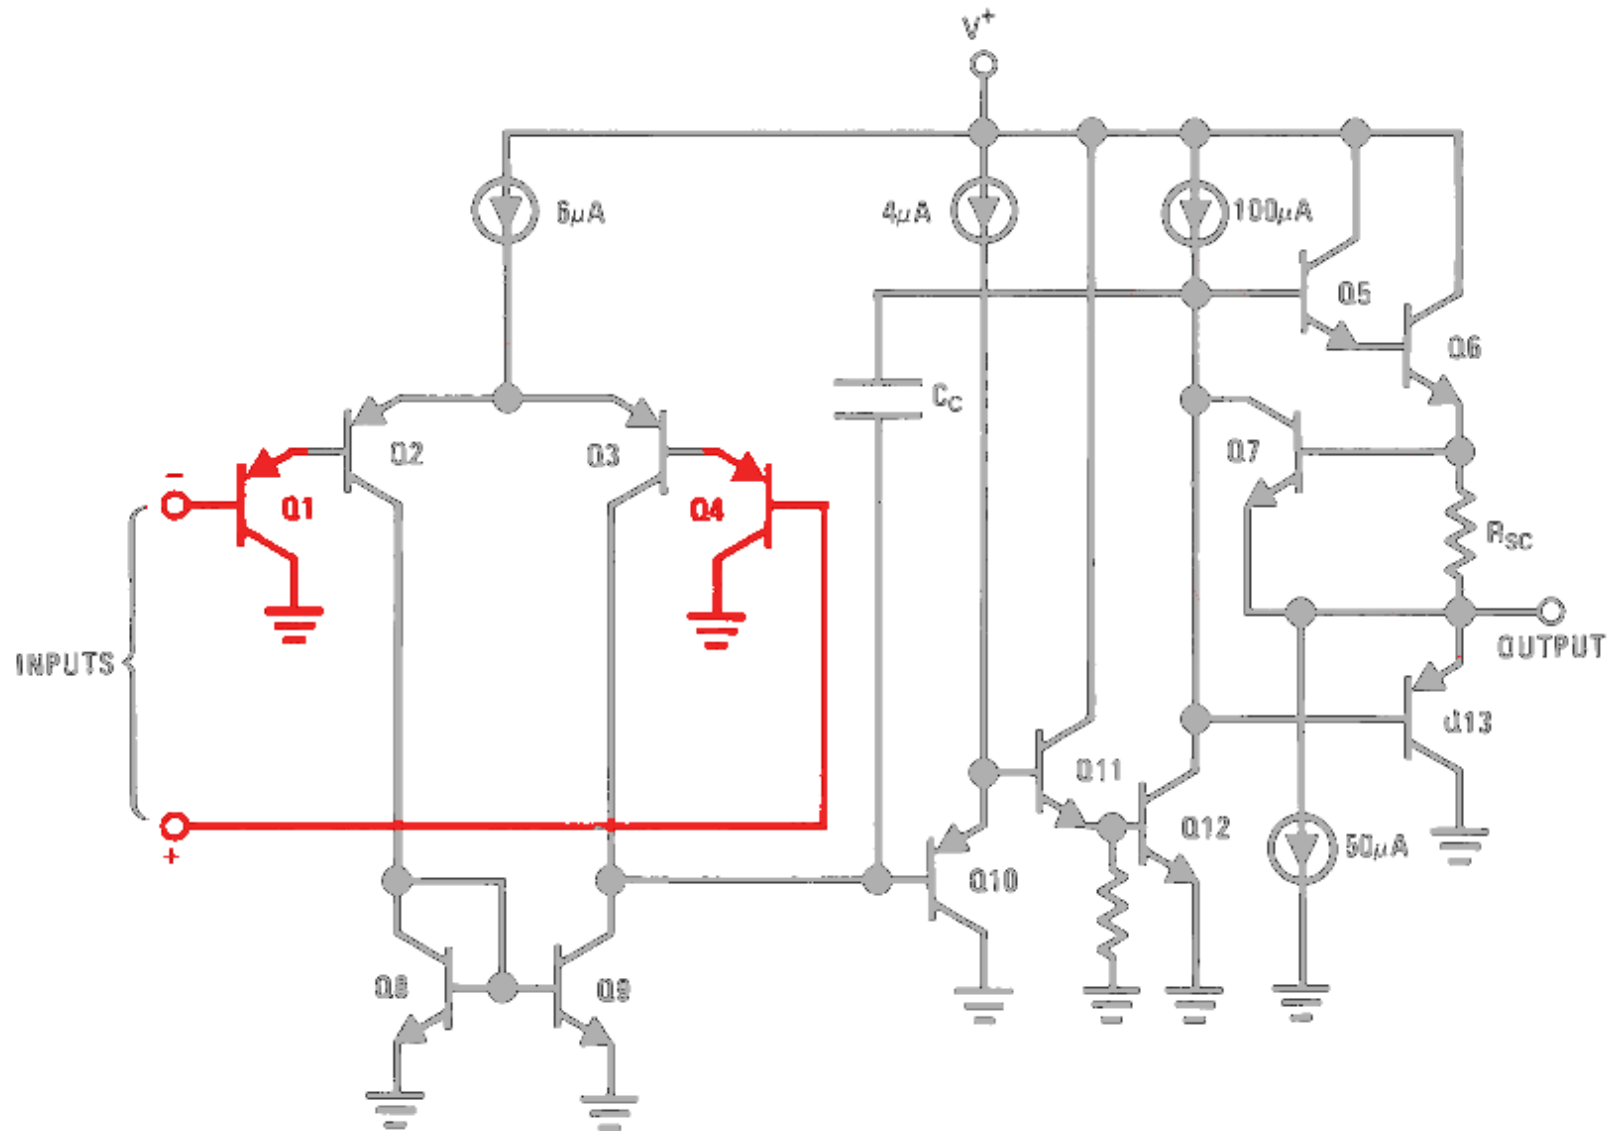 V+
6µA
4µA
100µA
Q5
Q6
CC
Q2
Q3
Q7
−
Q1
Q4
RSC
INPUTS
OUTPUT
Q13
Q11
Q12
50µA
+
Q10
Q8
Q9